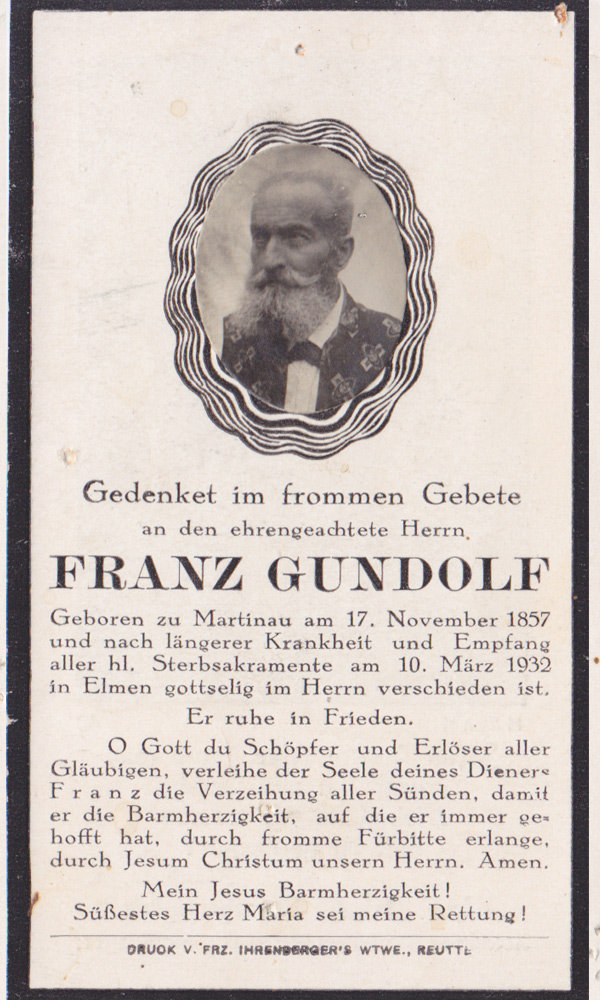 Gedenket im frommen Gebete
an den ehrengeachtete Herrn
FRANZ GUNDOLF
Geboren zu Martinau am 17. November 1857
und nach längerer Krankheit und Empfang
aller hl. Sterbsakramente am 10. März 1932
in Elmen gottselig im Herrn verschieden ist.
Er ruhe in Frieden.
O Gott du Schöpfer und Erlöser aller
Gläubigen, verleihe der Seele deines Dieners
Franz die Verzeihung aller Sünden, damit
er die Barmherzigkeit, auf die er immer ge=
hofft hat, durch fromme Fürbitte erlange,
durch Jesum Christum unsern Herrn. Amen.
Mein Jesus Barmherzigkeit!
Süßestes Herz Maria sei meine Rettung!
DRUCK V. FRZ. IHRENBERGER'S WTWE., REUTTE